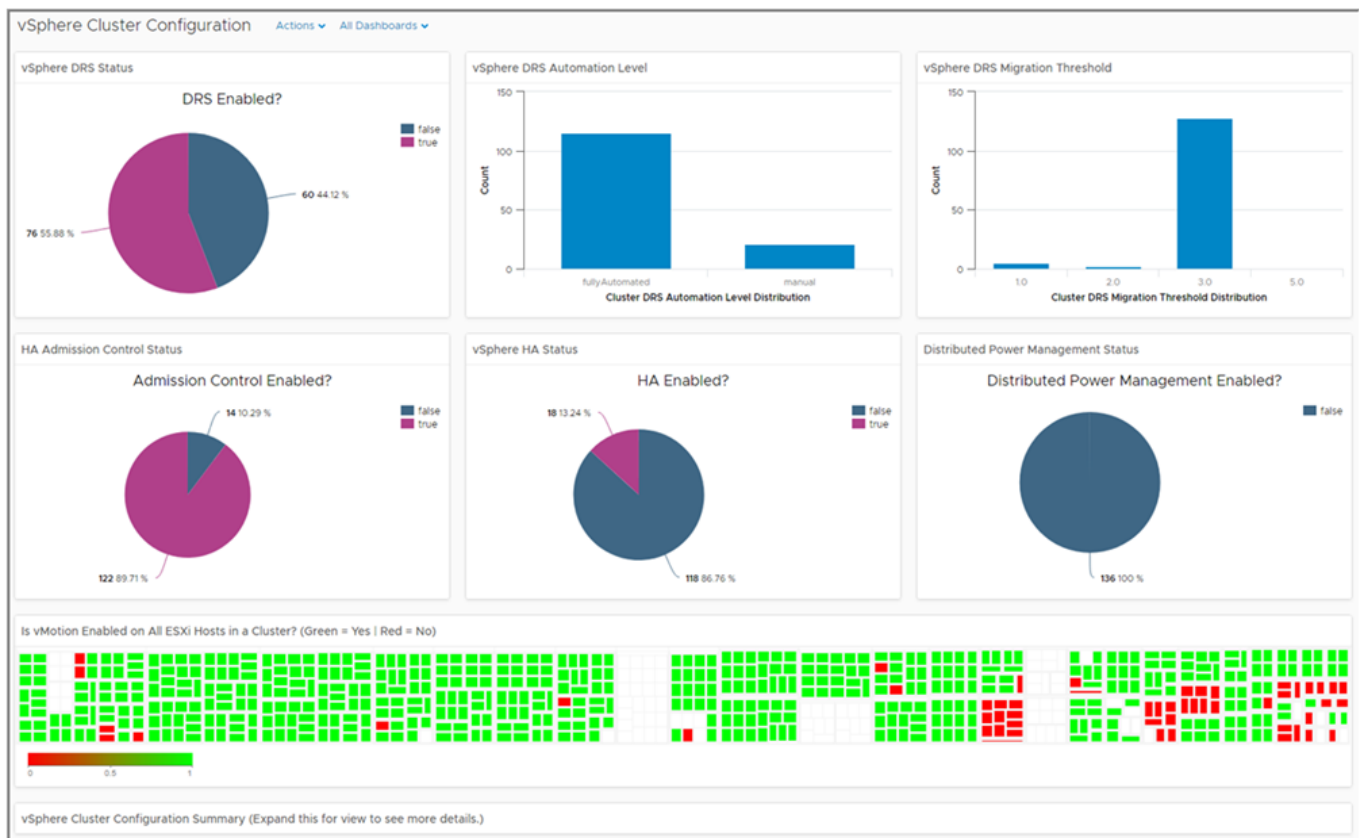 vSphere Cluster Configuration Actions All Dashboards
vSphere DRS Status
DRS Enabled?
false
true
60 44.12 %
76 55.88 %
vSphere DRS Automation Level
150
100
50
0
Count
fullyAutomated manual
Cluster DRS Automation Level Distribution
vSphere DRS Migration Threshold
150
100
50
0
Count
1.0 2.0 3.0 5.0
Cluster DRS Migration Threshold Distribution
HA Admission Control Status
Admission Control Enabled?
false
true
14 10.29 %
122 89.71 %
vSphere HA Status
HA Enabled?
false
true
18 13.24 %
118 86.76 %
Distributed Power Management Status
Distributed Power Management Enabled?
false
136 100 %
Is vMotion Enabled on All ESXi Hosts in a Cluster? (Green = Yes | Red = No)
0 0.5 1
vSphere Cluster Configuration Summary (Expand this for view to see more details.)